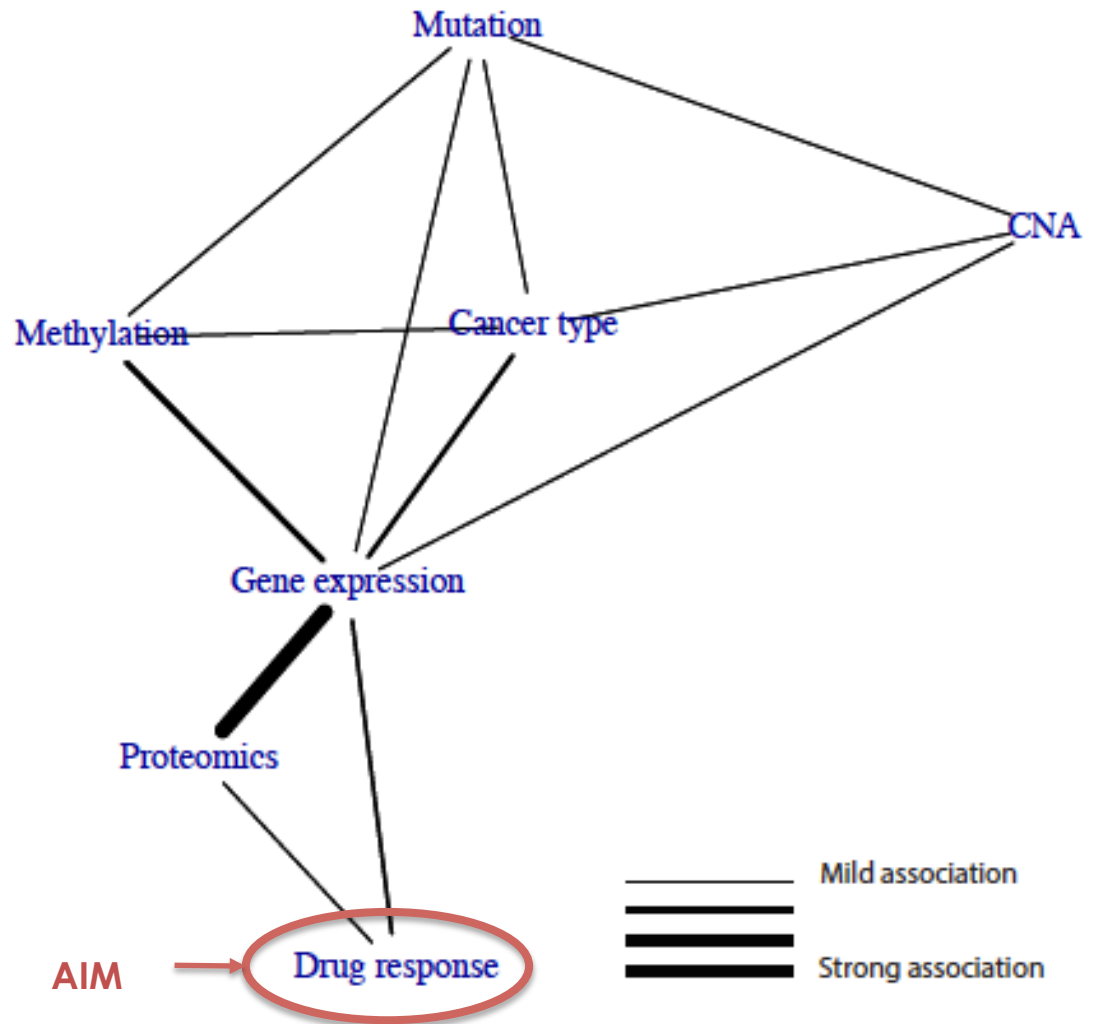 Mutation
CNA
Methylation
Cancer type
Gene expression
Proteomics
Mild association
Drug response
Strong association
AIM